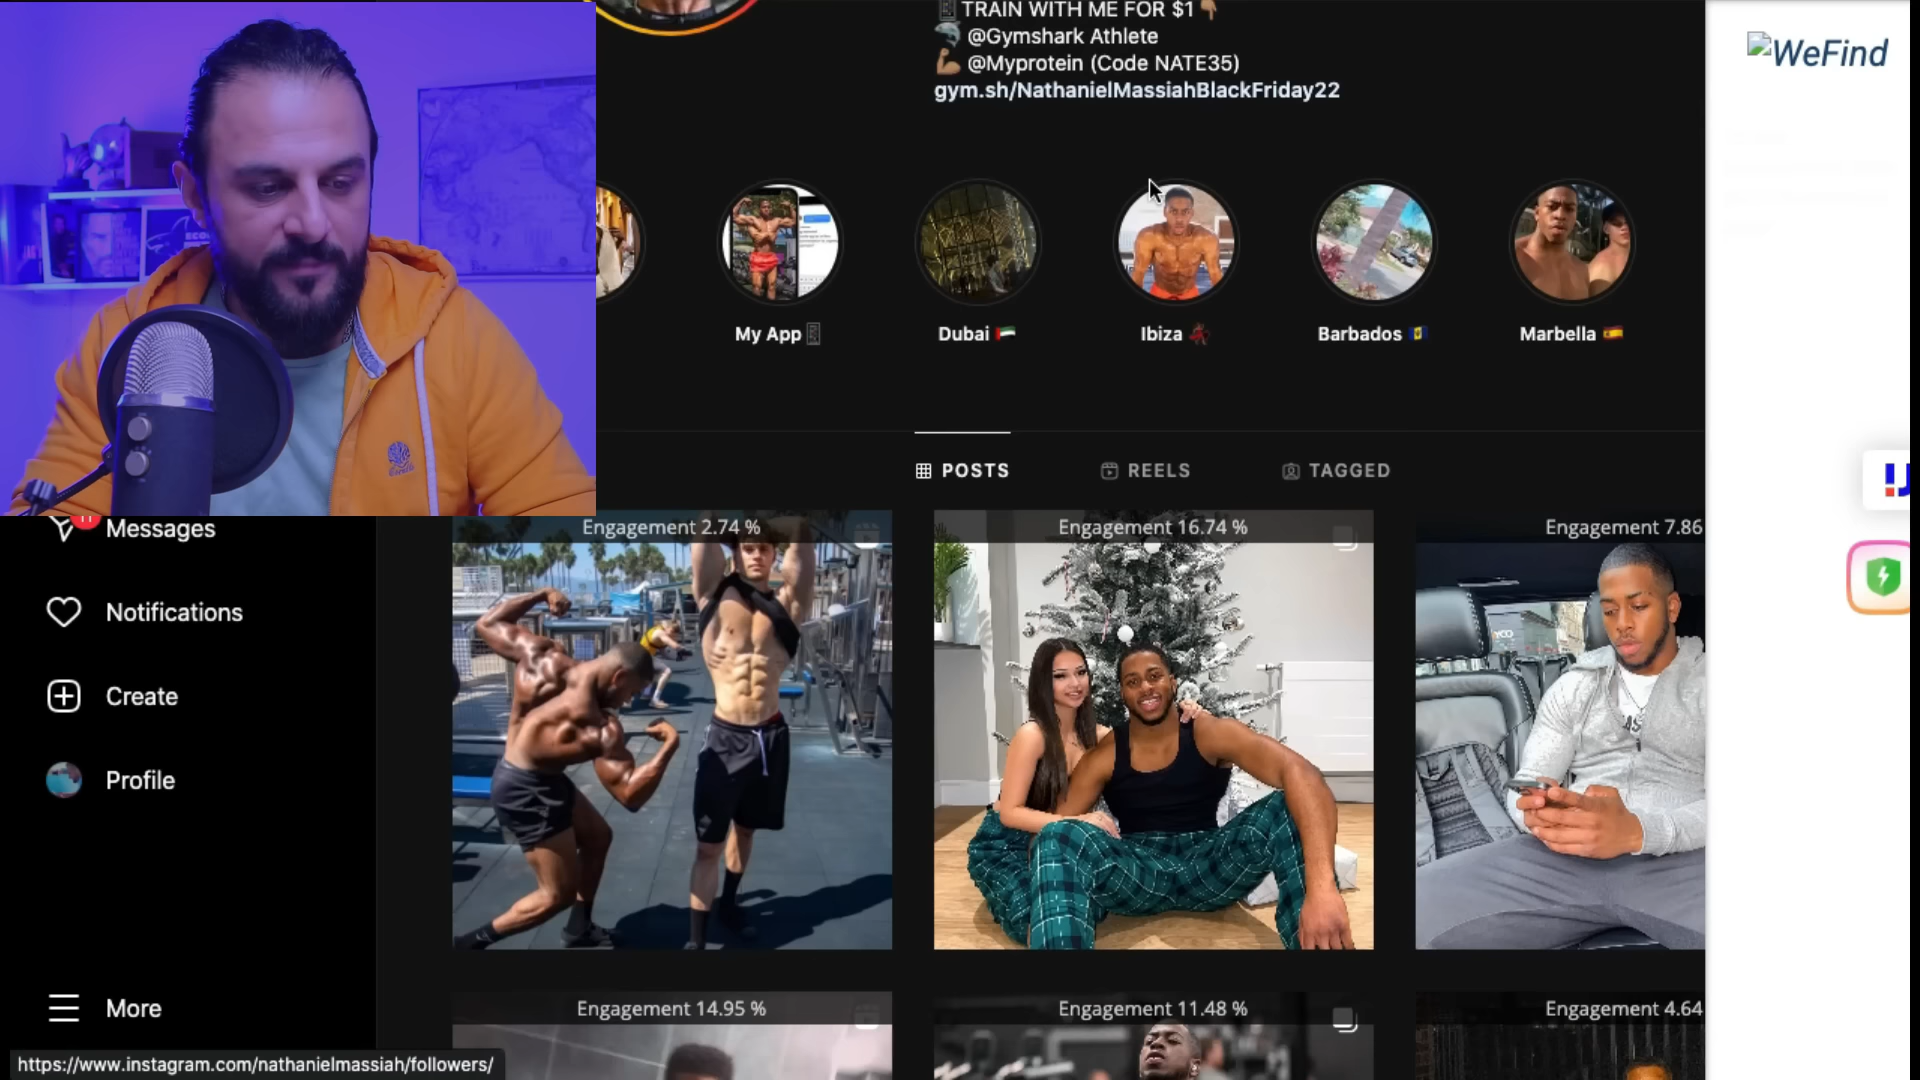 TRAIN WITH ME FOR $1
@Gymshark Athlete
@Myprotein (Code NATE35)
gym.sh/NathanielMassiahBlackFriday22
WeFind
My App
Dubai
Ibiza
Barbados
Marbella
POSTS
REELS
TAGGED
11
Messages
Notifications
Create
Profile
More
Engagement 2.74 %
Engagement 16.74 %
Engagement 7.86
Engagement 14.95 %
Engagement 11.48 %
Engagement 4.64
https://www.instagram.com/nathanielmassiah/followers/